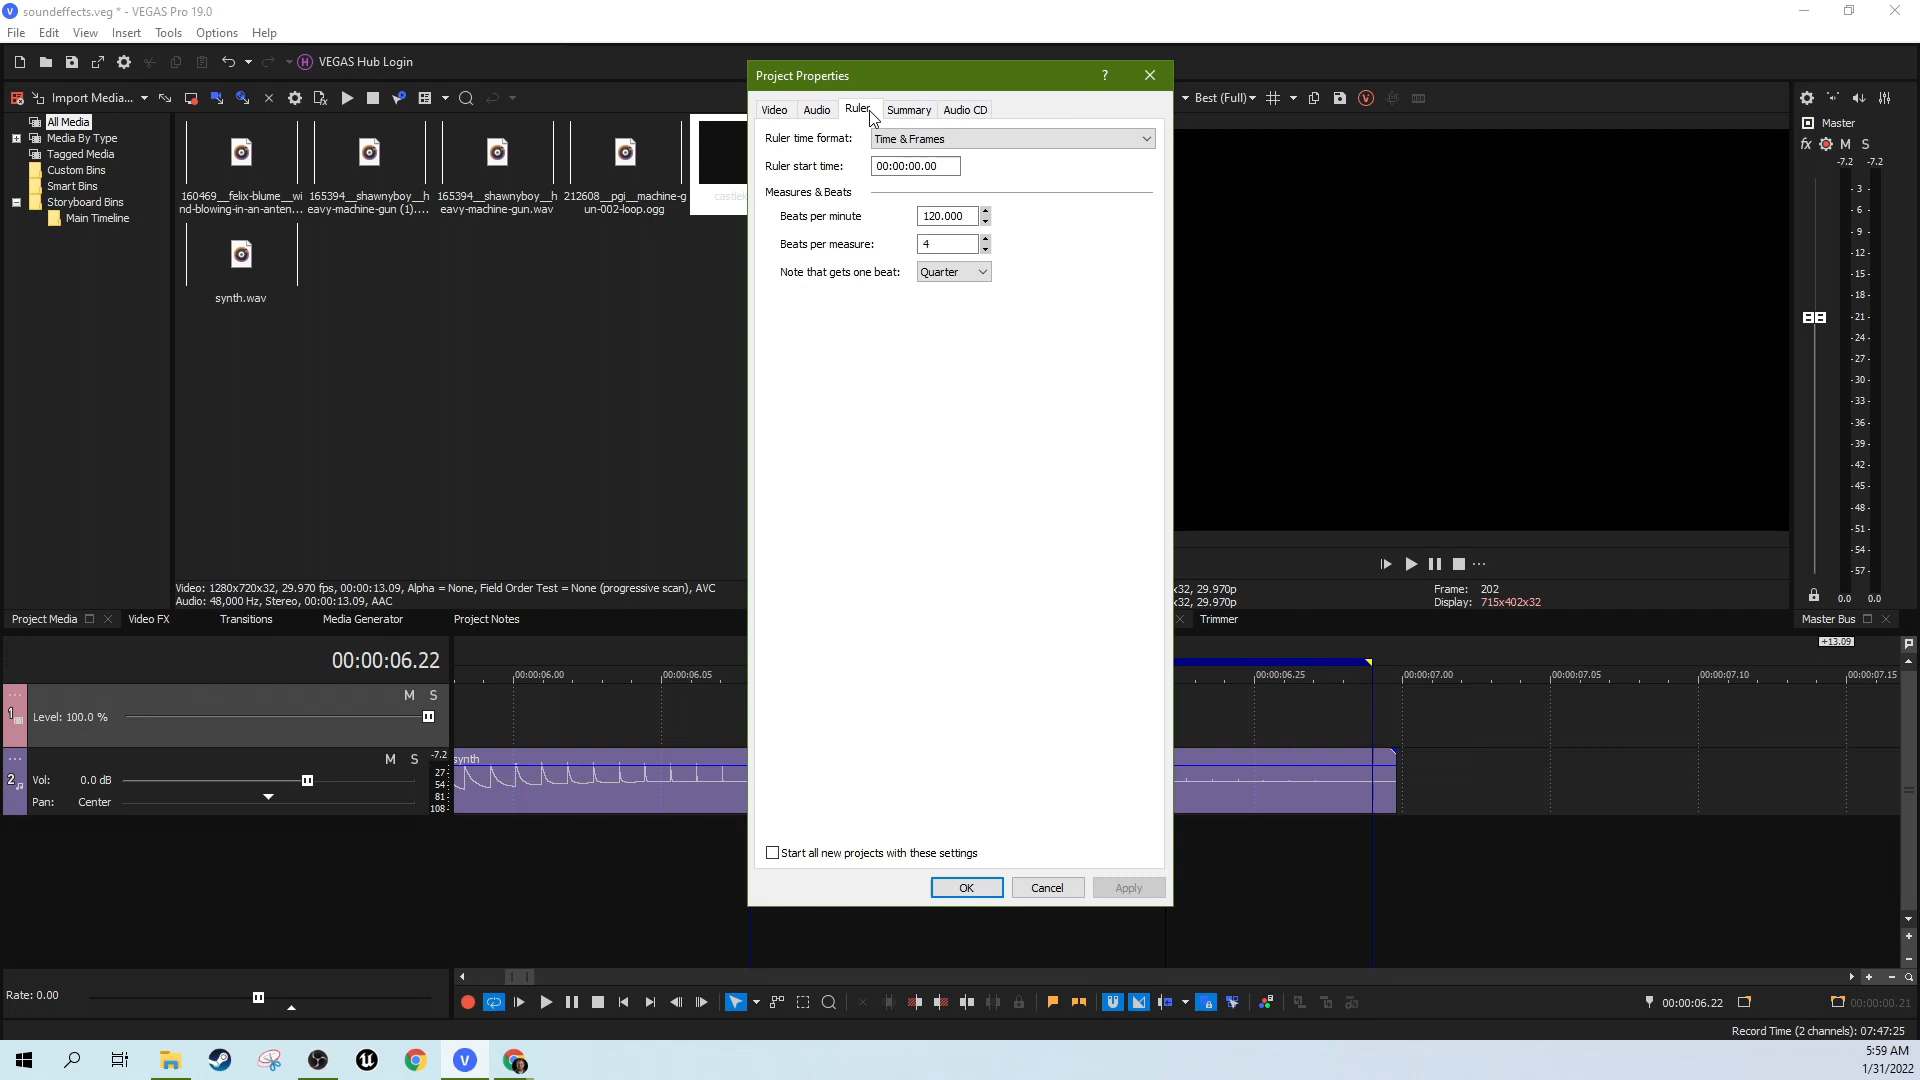 soundeffects.veg * - VEGAS Pro 19.0
File Edit View Insert Tools Options Help
VEGAS Hub Login
Import Media...
Best (Full)
All Media
Media By Type
Tagged Media
Custom Bins
Smart Bins
Storyboard Bins
Main Timeline
160469__felix-blume__wi
nd-blowing-in-an-anten...
165394__shawnyboy__h
eavy-machine-gun (1)....
165394__shawnyboy__h
eavy-machine-gun.wav
212608__pgi__machine-g
un-002-loop.ogg
synth.wav
Video: 1280x720x32, 29.970 fps, 00:00:13.09, Alpha = None, Field Order Test = None (progressive scan), AVC
Audio: 48,000 Hz, Stereo, 00:00:13.09, AAC
Project Media
Video FX
Transitions
Media Generator
Project Notes
Project Properties
?
Video Audio Ruler Summary Audio CD
Ruler time format: Time & Frames
Ruler start time: 00:00:00.00
Measures & Beats
Beats per minute 120.000
Beats per measure: 4
Note that gets one beat: Quarter
Start all new projects with these settings
OK Cancel Apply
x32, 29.970p
x32, 29.970p
Frame: 202
Display: 715x402x32
Trimmer
Master
fx M S
-7.2 -7.2
- 3 -
- 6 -
- 9 -
-12-
-15-
-18-
-21-
-24-
-27-
-30-
-33-
-36-
-39-
-42-
-45-
-48-
-51-
-54-
-57-
0.0 0.0
Master Bus
+13.09
00:00:06.22
00:00:06.00
00:00:06.05
00:00:06.25
00:00:07.00
00:00:07.05
00:00:07.10
00:00:07.15
1
M S
Level: 100.0 %
2
M S
-7.2
27-
54-
81-
108-
Vol: 0.0 dB
Pan: Center
synth
Rate: 0.00
00:00:06.22
00:00:00.21
Record Time (2 channels): 07:47:25
5:59 AM
1/31/2022